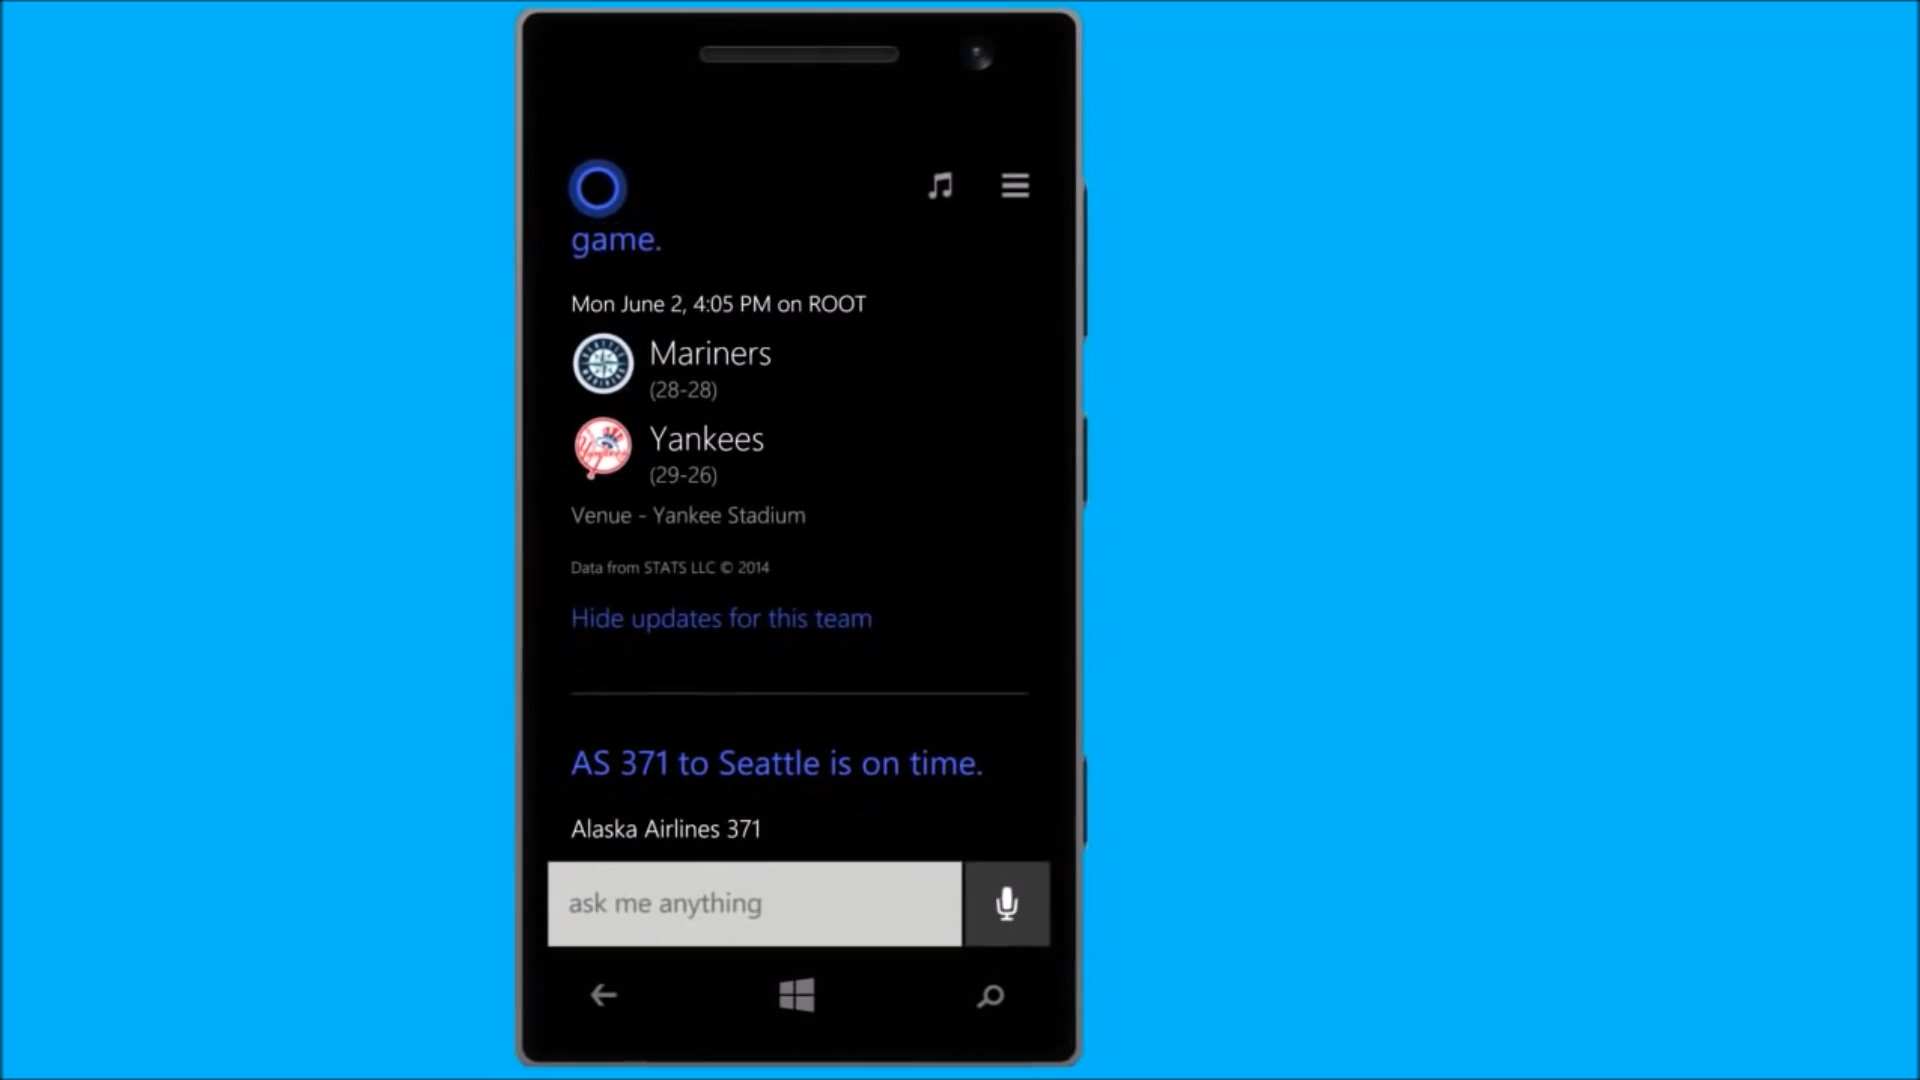 game.
Mon June 2, 4:05 PM on ROOT
Mariners
(28-28)
Yankees
(29-26)
Venue - Yankee Stadium
Data from STATS LLC © 2014
Hide updates for this team
AS 371 to Seattle is on time.
Alaska Airlines 371
ask me anything